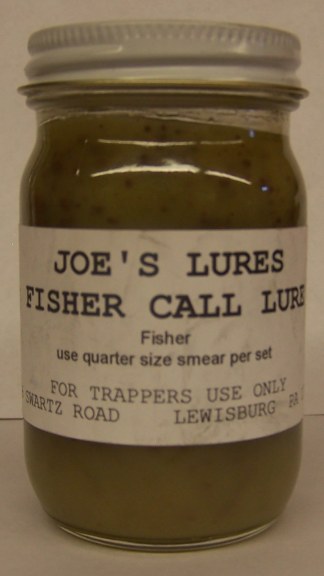 JOE'S LURES
FISHER CALL LURE
Fisher
use quarter size smear per set
FOR TRAPPERS USE ONLY
SWARTZ ROAD LEWISBURG PA